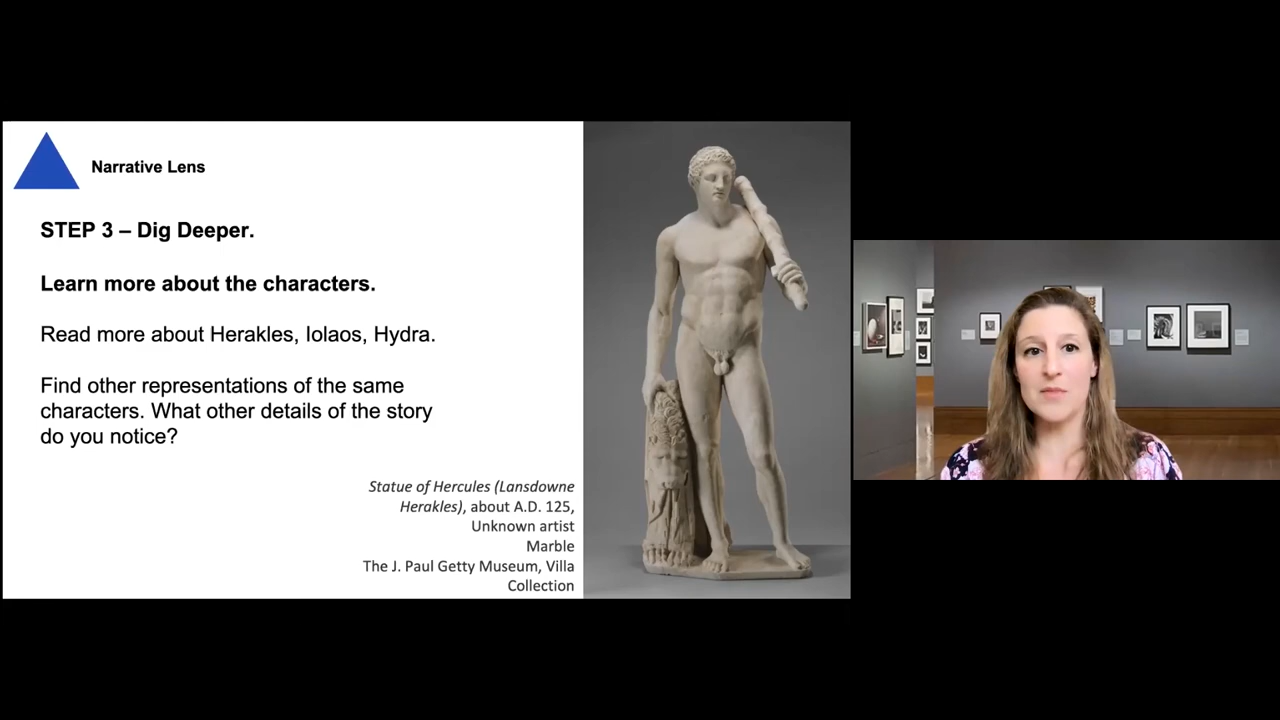 Narrative Lens
STEP 3 – Dig Deeper.
Learn more about the characters.
Read more about Herakles, Iolaos, Hydra.
Find other representations of the same
characters. What other details of the story
do you notice?
Statue of Hercules (Lansdowne
Herakles), about A.D. 125,
Unknown artist
Marble
The J. Paul Getty Museum, Villa
Collection